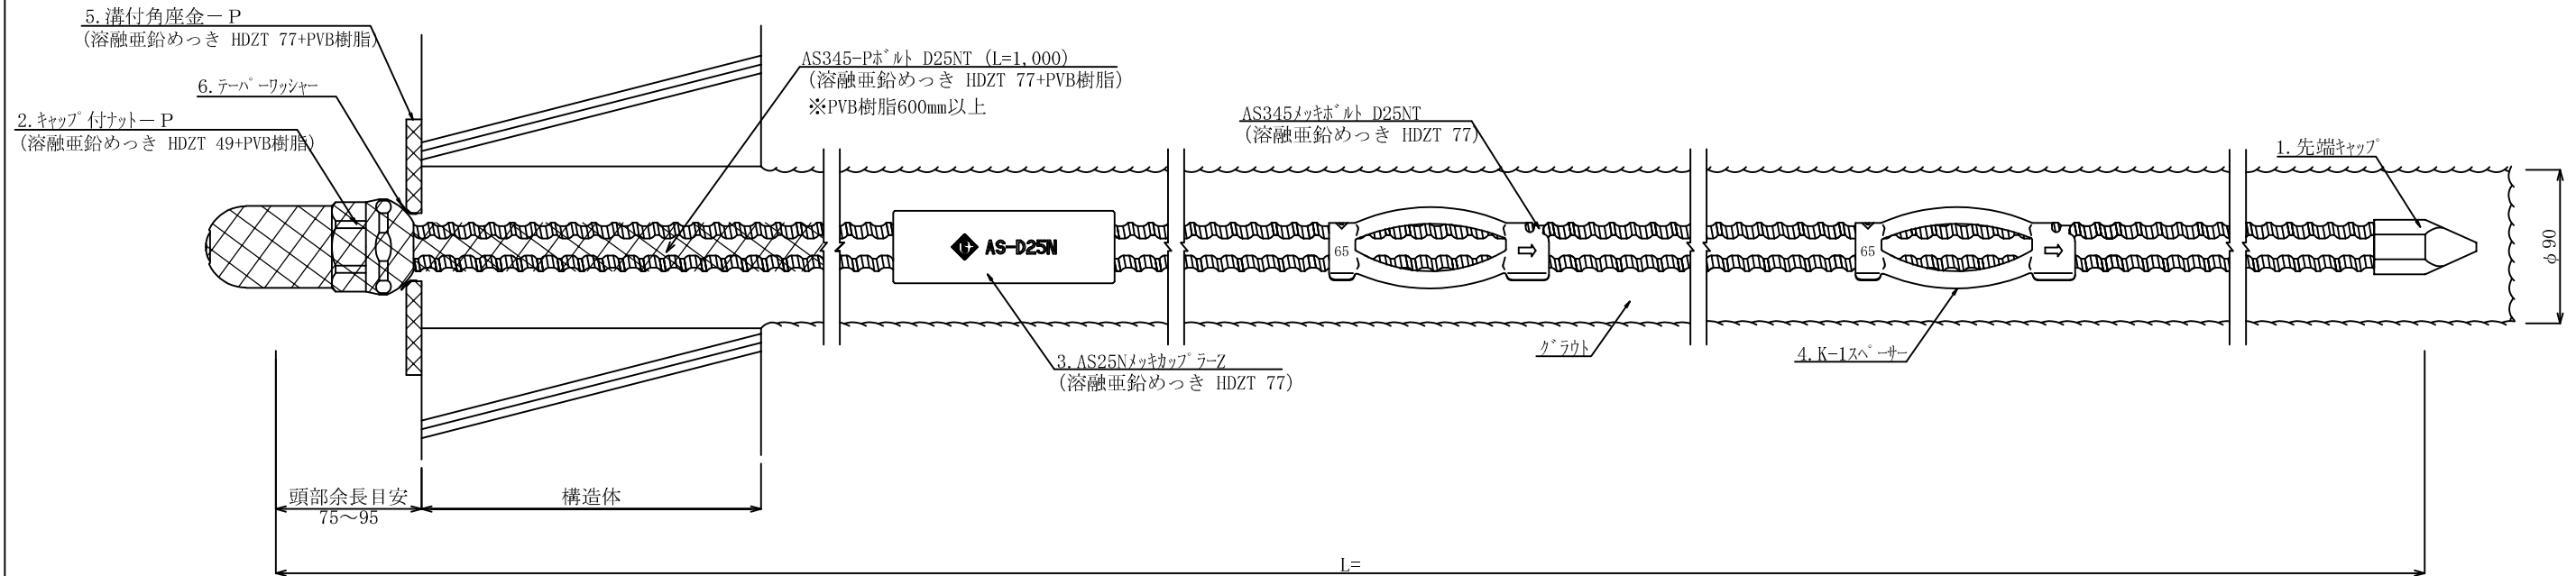 5.溝付角座金－Ｐ
(溶融亜鉛めっき HDZT 77+PVB樹脂)
6.ﾃｰﾊﾟｰﾜｯｼｬｰ
2.ｷｬｯﾌﾟ付ﾅｯﾄ－Ｐ
(溶融亜鉛めっき HDZT 49+PVB樹脂)
AS345-Pﾎﾞﾙﾄ D25NT (L=1,000)
(溶融亜鉛めっき HDZT 77+PVB樹脂)
※PVB樹脂600mm以上
AS345ﾒｯｷﾎﾞﾙﾄ D25NT
(溶融亜鉛めっき HDZT 77)
1.先端ｷｬｯﾌﾟ
AS-D25N
65
65
φ90
3.AS25NﾒｯｷｶｯﾌﾟﾗｰZ
(溶融亜鉛めっき HDZT 77)
ｸﾞﾗｳﾄ
4.K-1ｽﾍﾟｰｻｰ
頭部余長目安
75～95
構造体
L=